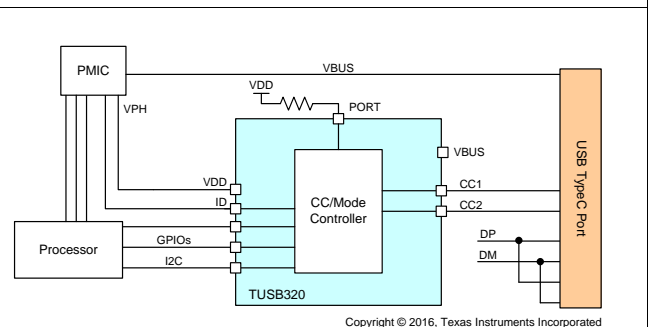 PMIC
VBUS
VPH
VDD
PORT
VBUS
VDD
ID
CC1
CC2
CC/Mode
Controller
GPIOs
I2C
Processor
DP
DM
TUSB320
USB TypeC Port
Copyright © 2016, Texas Instruments Incorporated